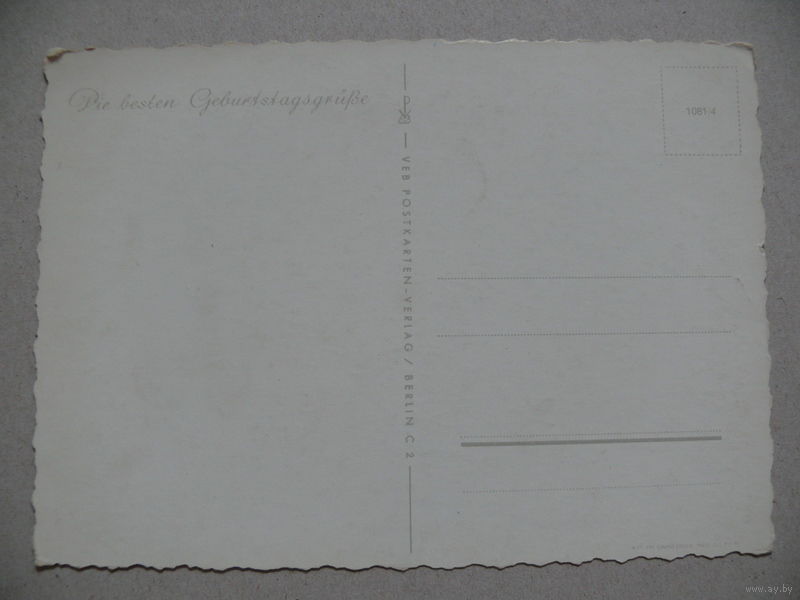 Die besten Geburtstagsgrüße
1081/4
VEB POSTKARTEN-VERLAG / BERLIN C 2
www.ay.by